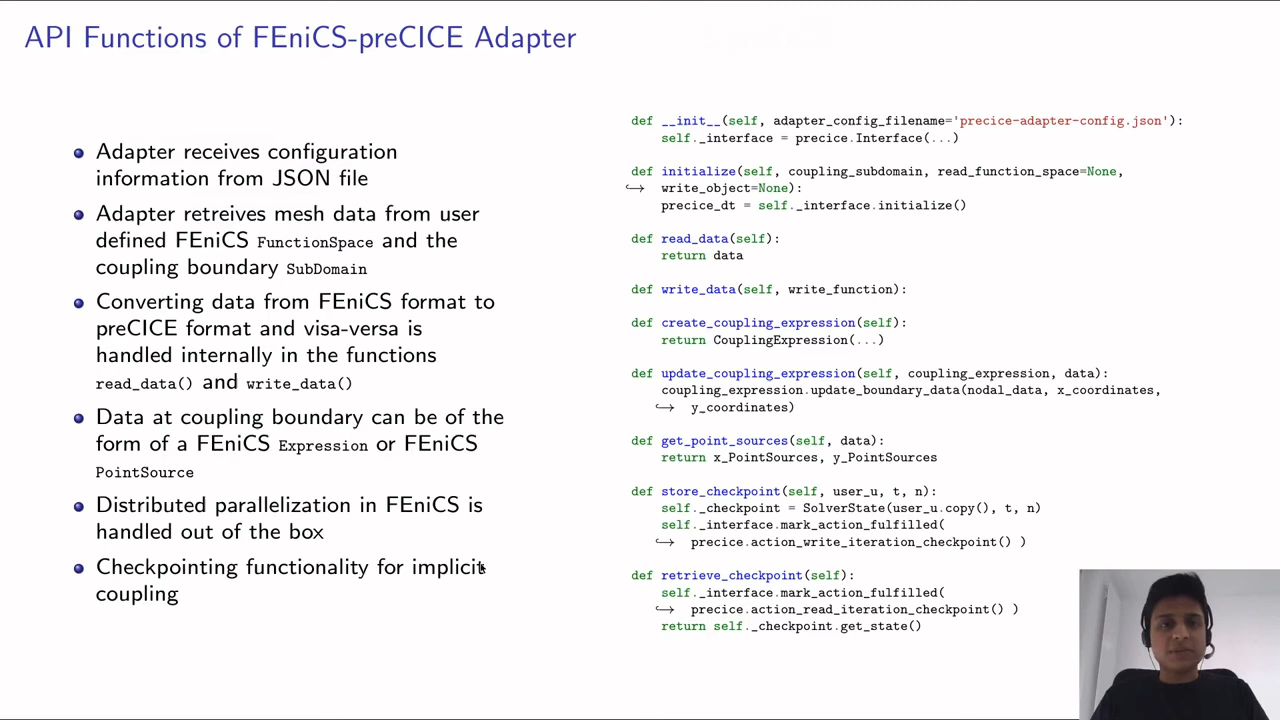 API Functions of FEniCS-preCICE Adapter
Adapter receives configuration
information from JSON file
Adapter retreives mesh data from user
defined FEniCS FunctionSpace and the
coupling boundary SubDomain
Converting data from FEniCS format to
preCICE format and visa-versa is
handled internally in the functions
read_data() and write_data()
Data at coupling boundary can be of the
form of a FEniCS Expression or FEniCS
PointSource
Distributed parallelization in FEniCS is
handled out of the box
Checkpointing functionality for implicit
coupling
def __init__(self, adapter_config_filename='precice-adapter-config.json'):
self._interface = precice.Interface(...)
def initialize(self, coupling_subdomain, read_function_space=None,
↪ write_object=None):
precice_dt = self._interface.initialize()
def read_data(self):
return data
def write_data(self, write_function):
def create_coupling_expression(self):
return CouplingExpression(...)
def update_coupling_expression(self, coupling_expression, data):
coupling_expression.update_boundary_data(nodal_data, x_coordinates,
↪ y_coordinates)
def get_point_sources(self, data):
return x_PointSources, y_PointSources
def store_checkpoint(self, user_u, t, n):
self._checkpoint = SolverState(user_u.copy(), t, n)
self._interface.mark_action_fulfilled(
↪ precice.action_write_iteration_checkpoint() )
def retrieve_checkpoint(self):
self._interface.mark_action_fulfilled(
↪ precice.action_read_iteration_checkpoint() )
return self._checkpoint.get_state()